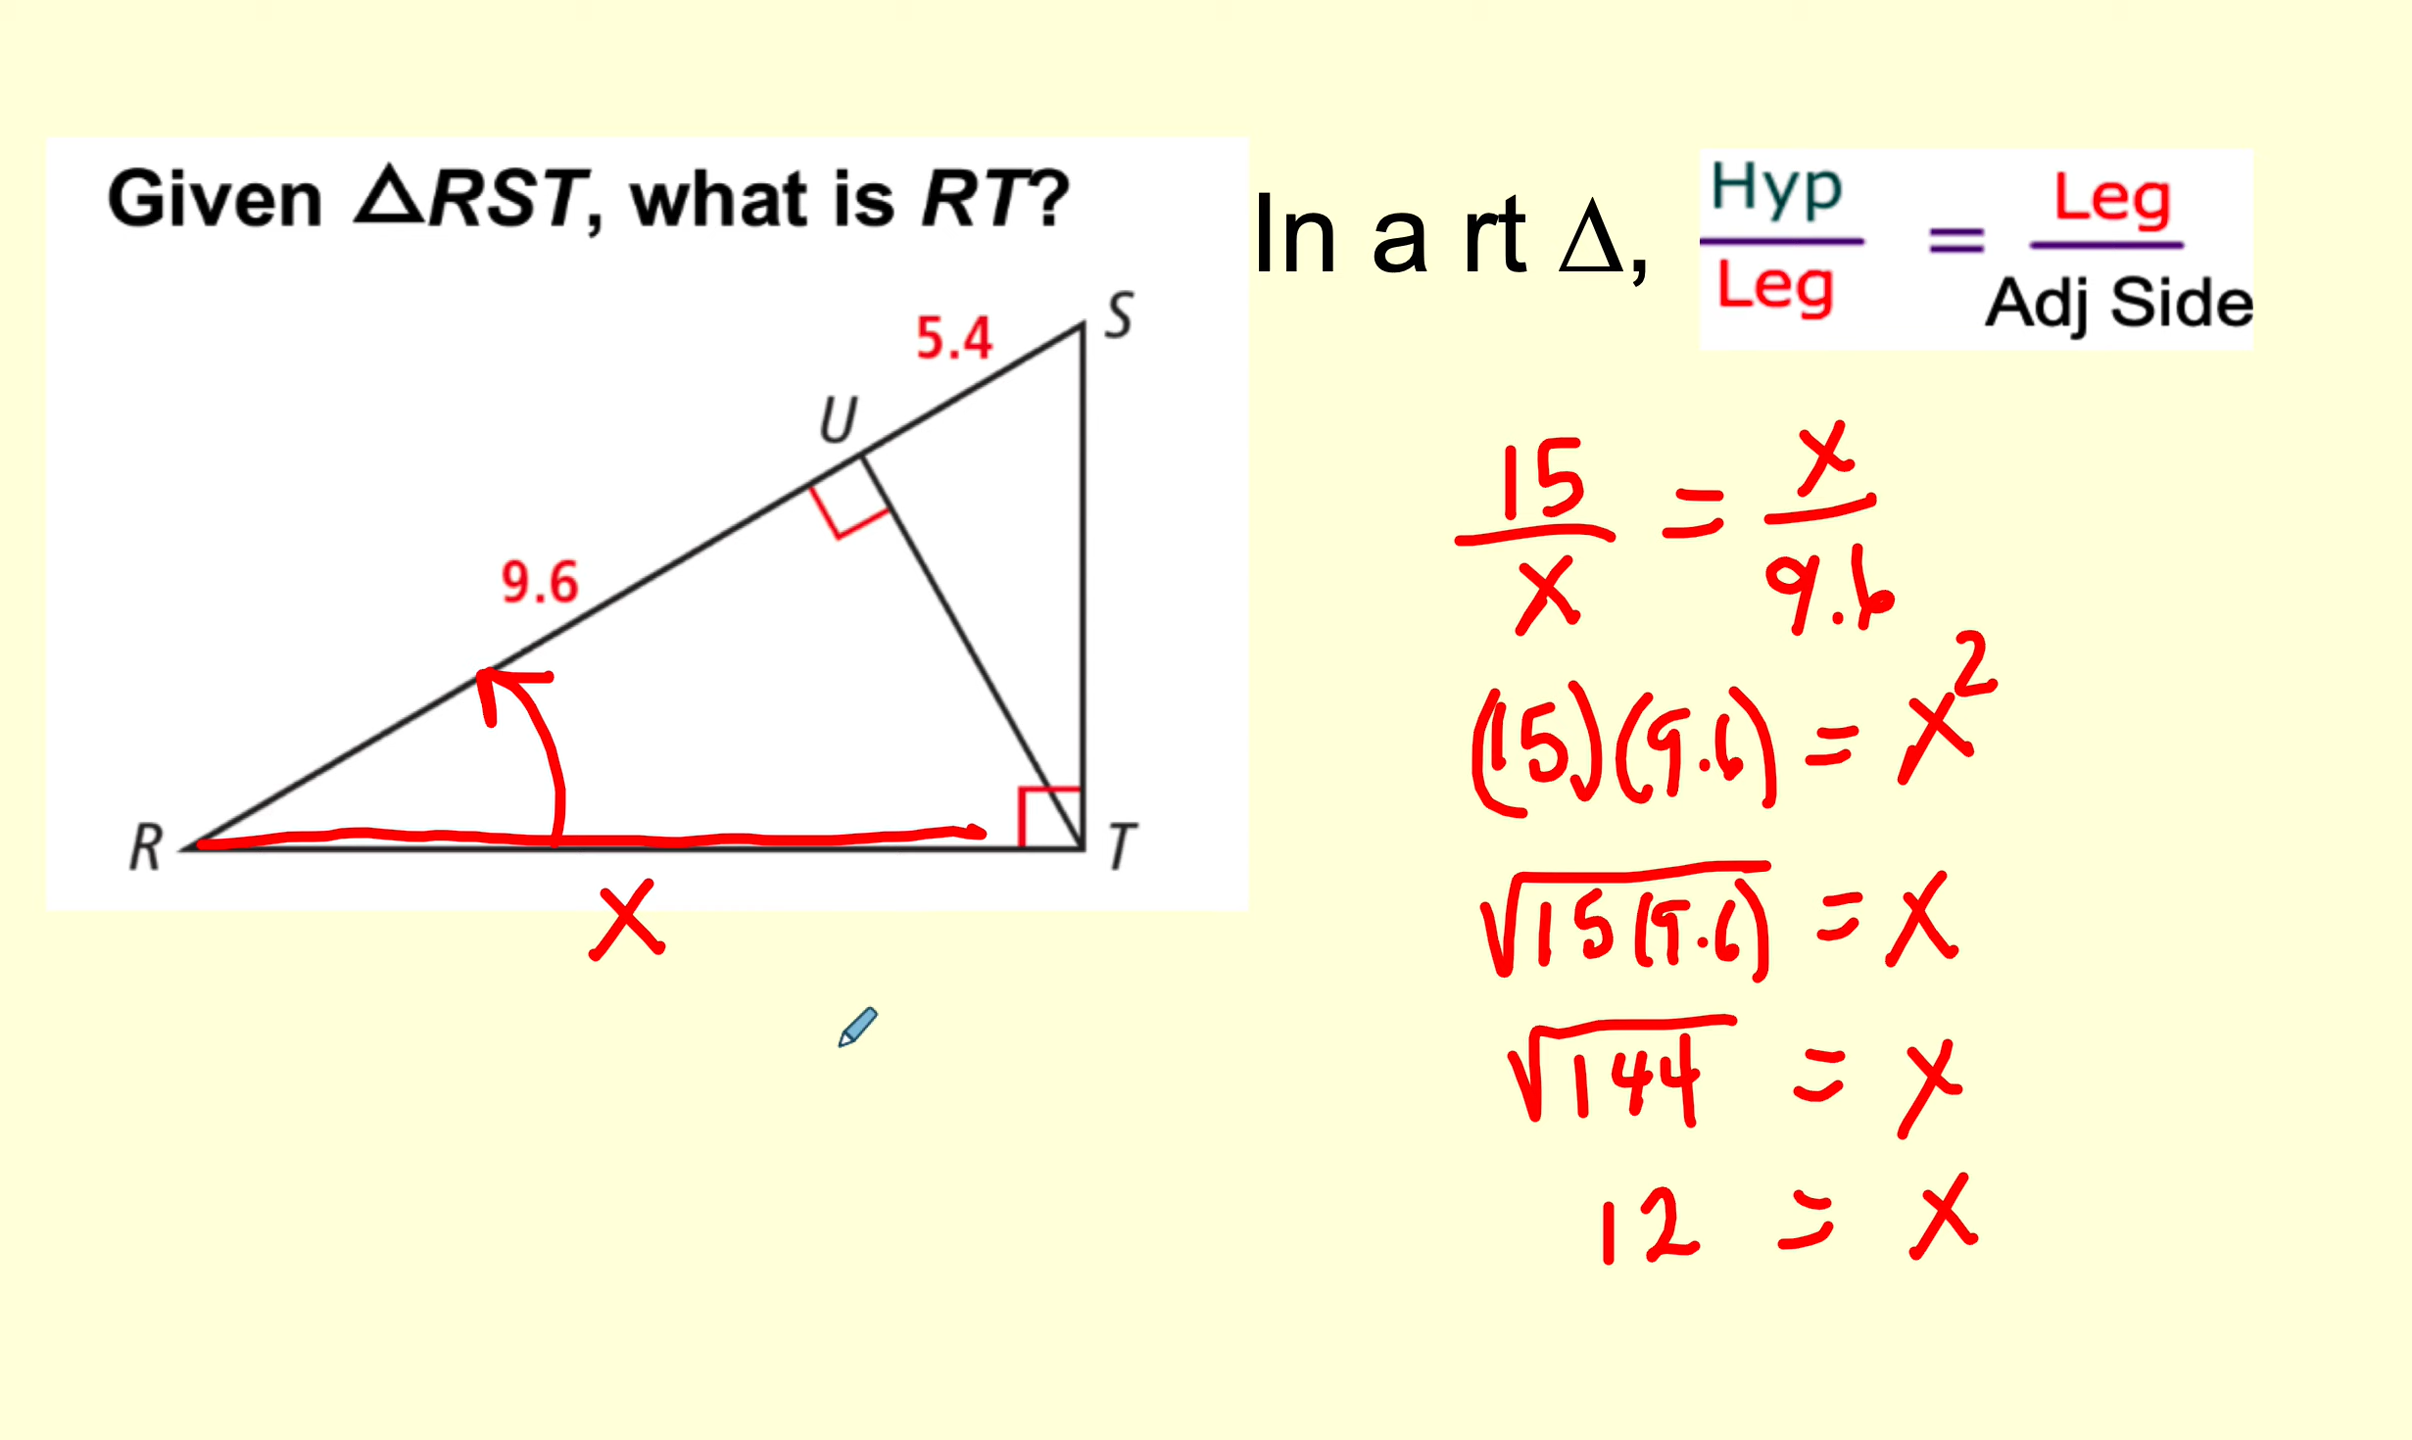 Given △RST, what is RT?
In a rt Δ, Hyp/Leg = Leg/Adj Side
S
5.4
U
9.6
R
T
X
15/x = x/9.6
(15)(9.6) = x²
√15(9.6) = x
√144 = x
12 = x